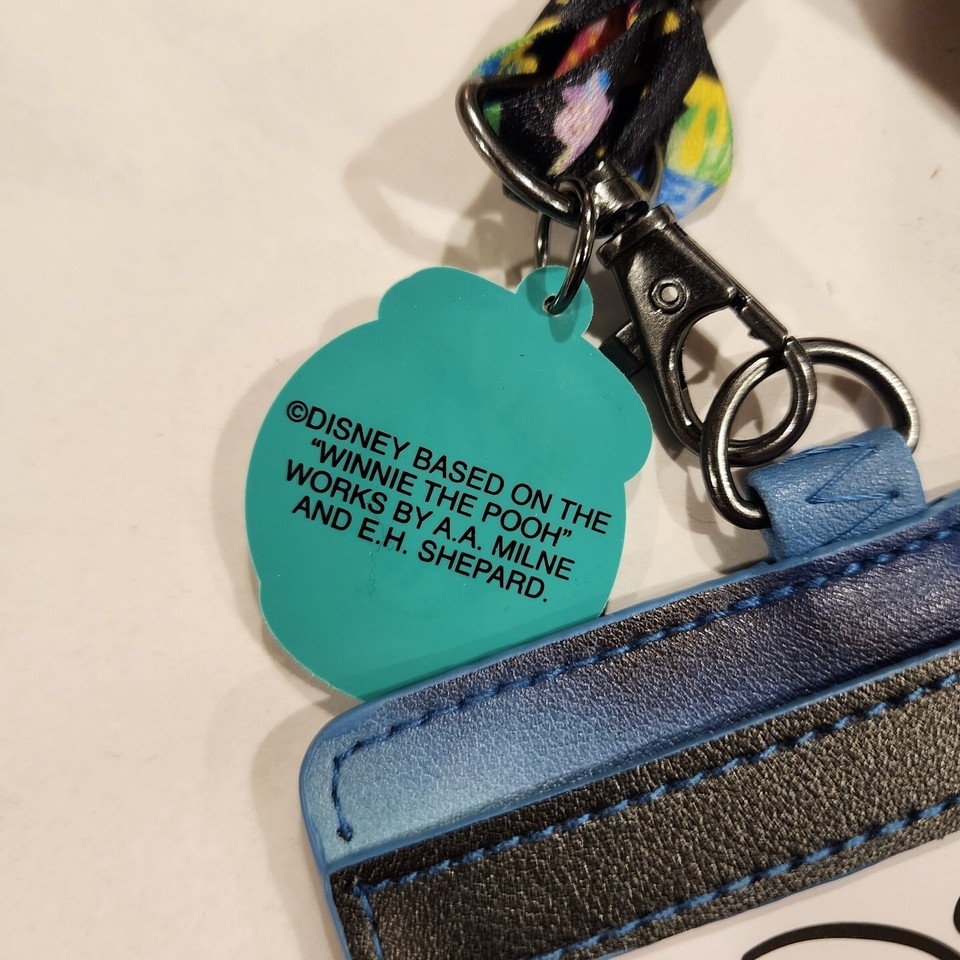 ©DISNEY BASED ON THE
“WINNIE THE POOH”
WORKS BY A.A. MILNE
AND E.H. SHEPARD.